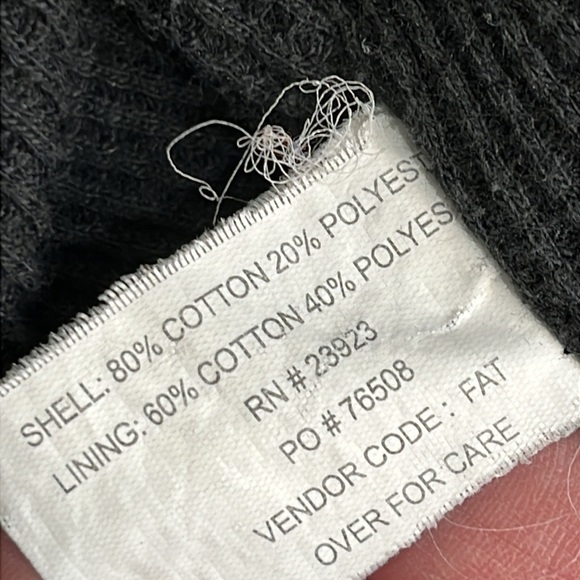 SHELL: 80% COTTON 20% POLYEST
LINING: 60% COTTON 40% POLYES
RN # 23923
PO # 76508
VENDOR CODE : FAT
OVER FOR CARE